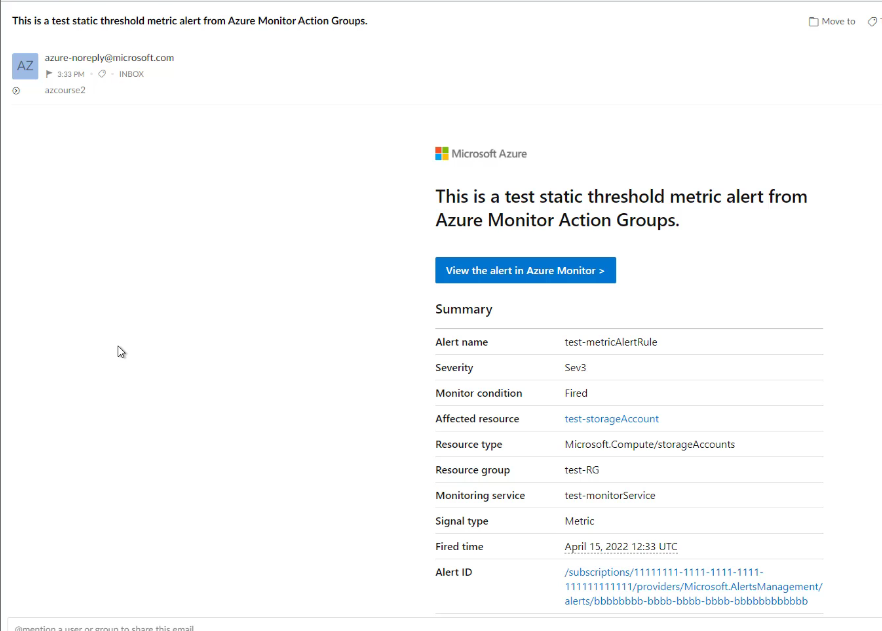 This is a test static threshold metric alert from Azure Monitor Action Groups.
Move to
AZ
azure-noreply@microsoft.com
3:33 PM · INBOX
azcourse2
Microsoft Azure
This is a test static threshold metric alert from
Azure Monitor Action Groups.
View the alert in Azure Monitor >
Summary
Alert name test-metricAlertRule
Severity Sev3
Monitor condition Fired
Affected resource test-storageAccount
Resource type Microsoft.Compute/storageAccounts
Resource group test-RG
Monitoring service test-monitorService
Signal type Metric
Fired time April 15, 2022 12:33 UTC
Alert ID /subscriptions/11111111-1111-1111-1111-
111111111111/providers/Microsoft.AlertsManagement/
alerts/bbbbbbbb-bbbb-bbbb-bbbb-bbbbbbbbbbbb
@mention a user or group to share this email